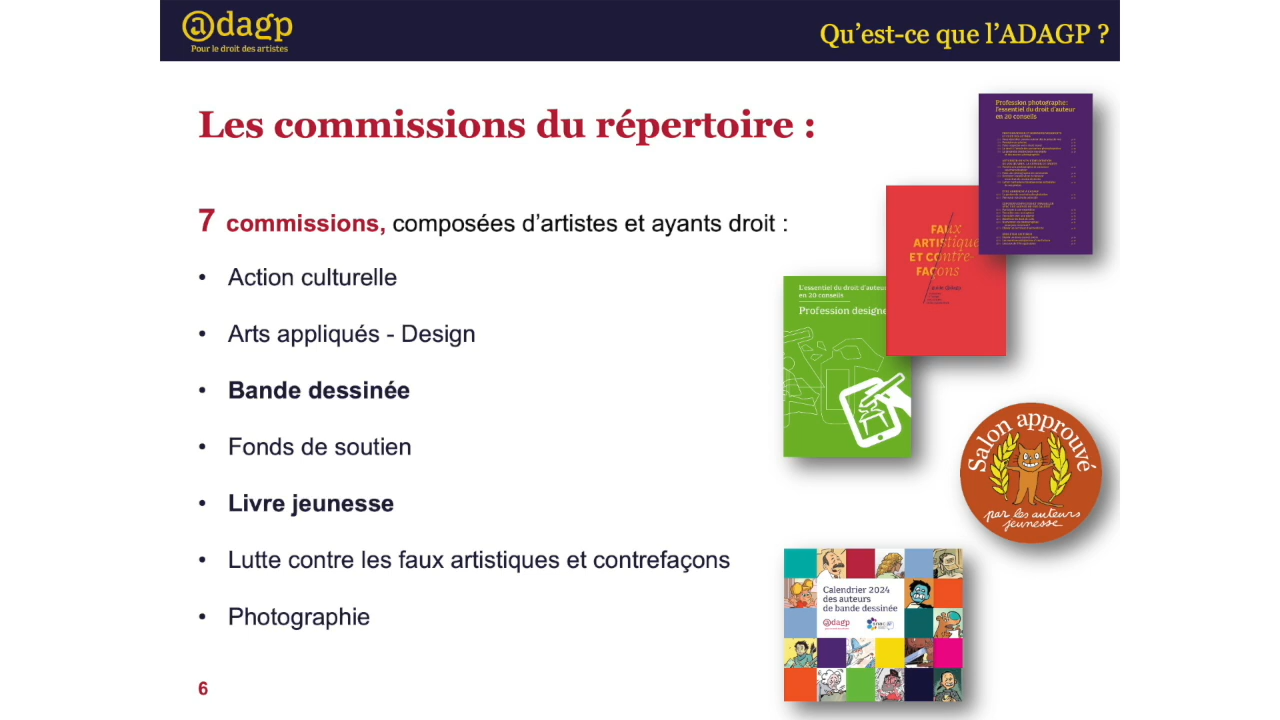 @dagp
Pour le droit des artistes
Qu’est-ce que l’ADAGP ?
Les commissions du répertoire :
7 commissions, composées d’artistes et ayants droit :
• Action culturelle
• Arts appliqués - Design
• Bande dessinée
• Fonds de soutien
• Livre jeunesse
• Lutte contre les faux artistiques et contrefaçons
• Photographie
6
Profession photographe :
l’essentiel du droit d’auteur
en 20 conseils
FAUX
ARTIstique
ET CONtre-
FAÇons
L’essentiel du droit d’auteur
en 20 conseils
Profession designe
Salon approuvé
par les auteurs
jeunesse
Calendrier 2024
des auteurs
de bande dessinée
@dagp